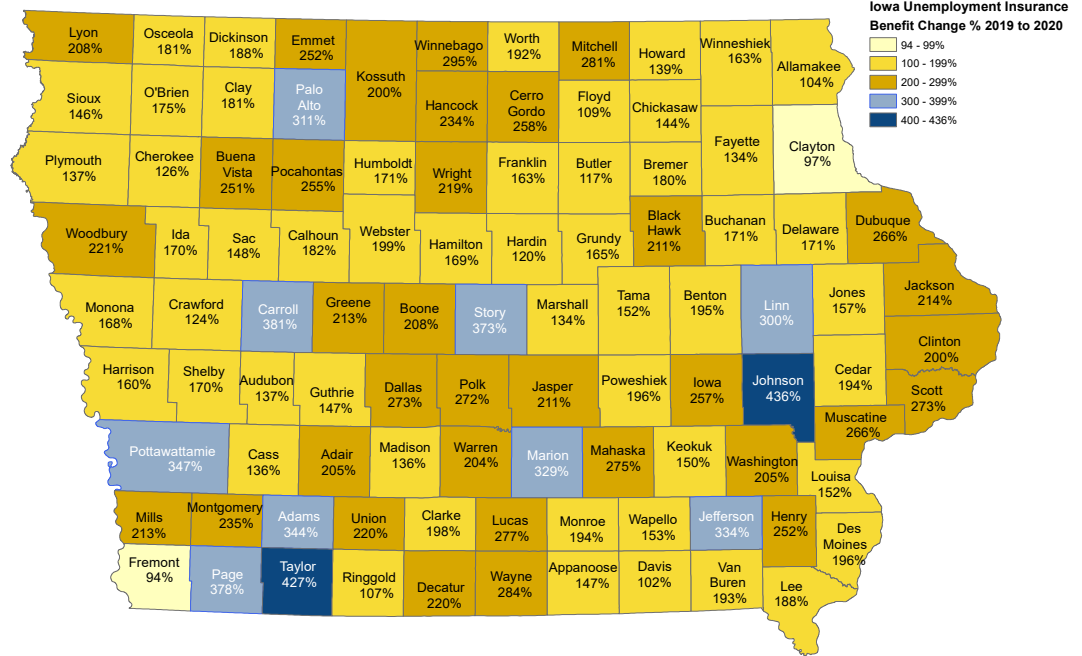 Iowa Unemployment Insurance
Benefit Change % 2019 to 2020
94 - 99%
100 - 199%
200 - 299%
300 - 399%
400 - 436%
Lyon
208%
Osceola
181%
Dickinson
188%
Emmet
252%
Kossuth
200%
Winnebago
295%
Worth
192%
Mitchell
281%
Howard
139%
Winneshiek
163%
Allamakee
104%
Sioux
146%
O'Brien
175%
Clay
181%
Palo
Alto
311%
Hancock
234%
Cerro
Gordo
258%
Floyd
109%
Chickasaw
144%
Fayette
134%
Clayton
97%
Plymouth
137%
Cherokee
126%
Buena
Vista
251%
Pocahontas
255%
Humboldt
171%
Wright
219%
Franklin
163%
Butler
117%
Bremer
180%
Woodbury
221%
Ida
170%
Sac
148%
Calhoun
182%
Webster
199%
Hamilton
169%
Hardin
120%
Grundy
165%
Black
Hawk
211%
Buchanan
171%
Delaware
171%
Dubuque
266%
Monona
168%
Crawford
124%
Carroll
381%
Greene
213%
Boone
208%
Story
373%
Marshall
134%
Tama
152%
Benton
195%
Linn
300%
Jones
157%
Jackson
214%
Clinton
200%
Harrison
160%
Shelby
170%
Audubon
137%
Guthrie
147%
Dallas
273%
Polk
272%
Jasper
211%
Poweshiek
196%
Iowa
257%
Johnson
436%
Cedar
194%
Scott
273%
Muscatine
266%
Pottawattamie
347%
Cass
136%
Adair
205%
Madison
136%
Warren
204%
Marion
329%
Mahaska
275%
Keokuk
150%
Washington
205%
Louisa
152%
Mills
213%
Montgomery
235%
Adams
344%
Union
220%
Clarke
198%
Lucas
277%
Monroe
194%
Wapello
153%
Jefferson
334%
Henry
252%
Des
Moines
196%
Fremont
94%
Page
378%
Taylor
427%
Ringgold
107%
Decatur
220%
Wayne
284%
Appanoose
147%
Davis
102%
Van
Buren
193%
Lee
188%